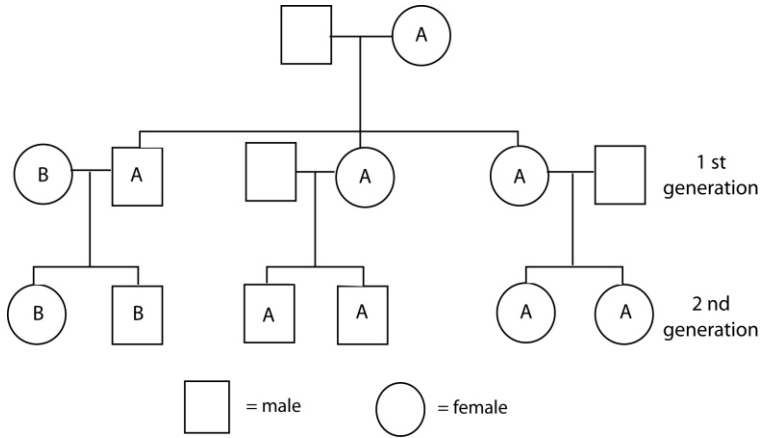 A
B
A
A
A
1 st
generation
B
B
A
A
A
A
2 nd
generation
= male
= female